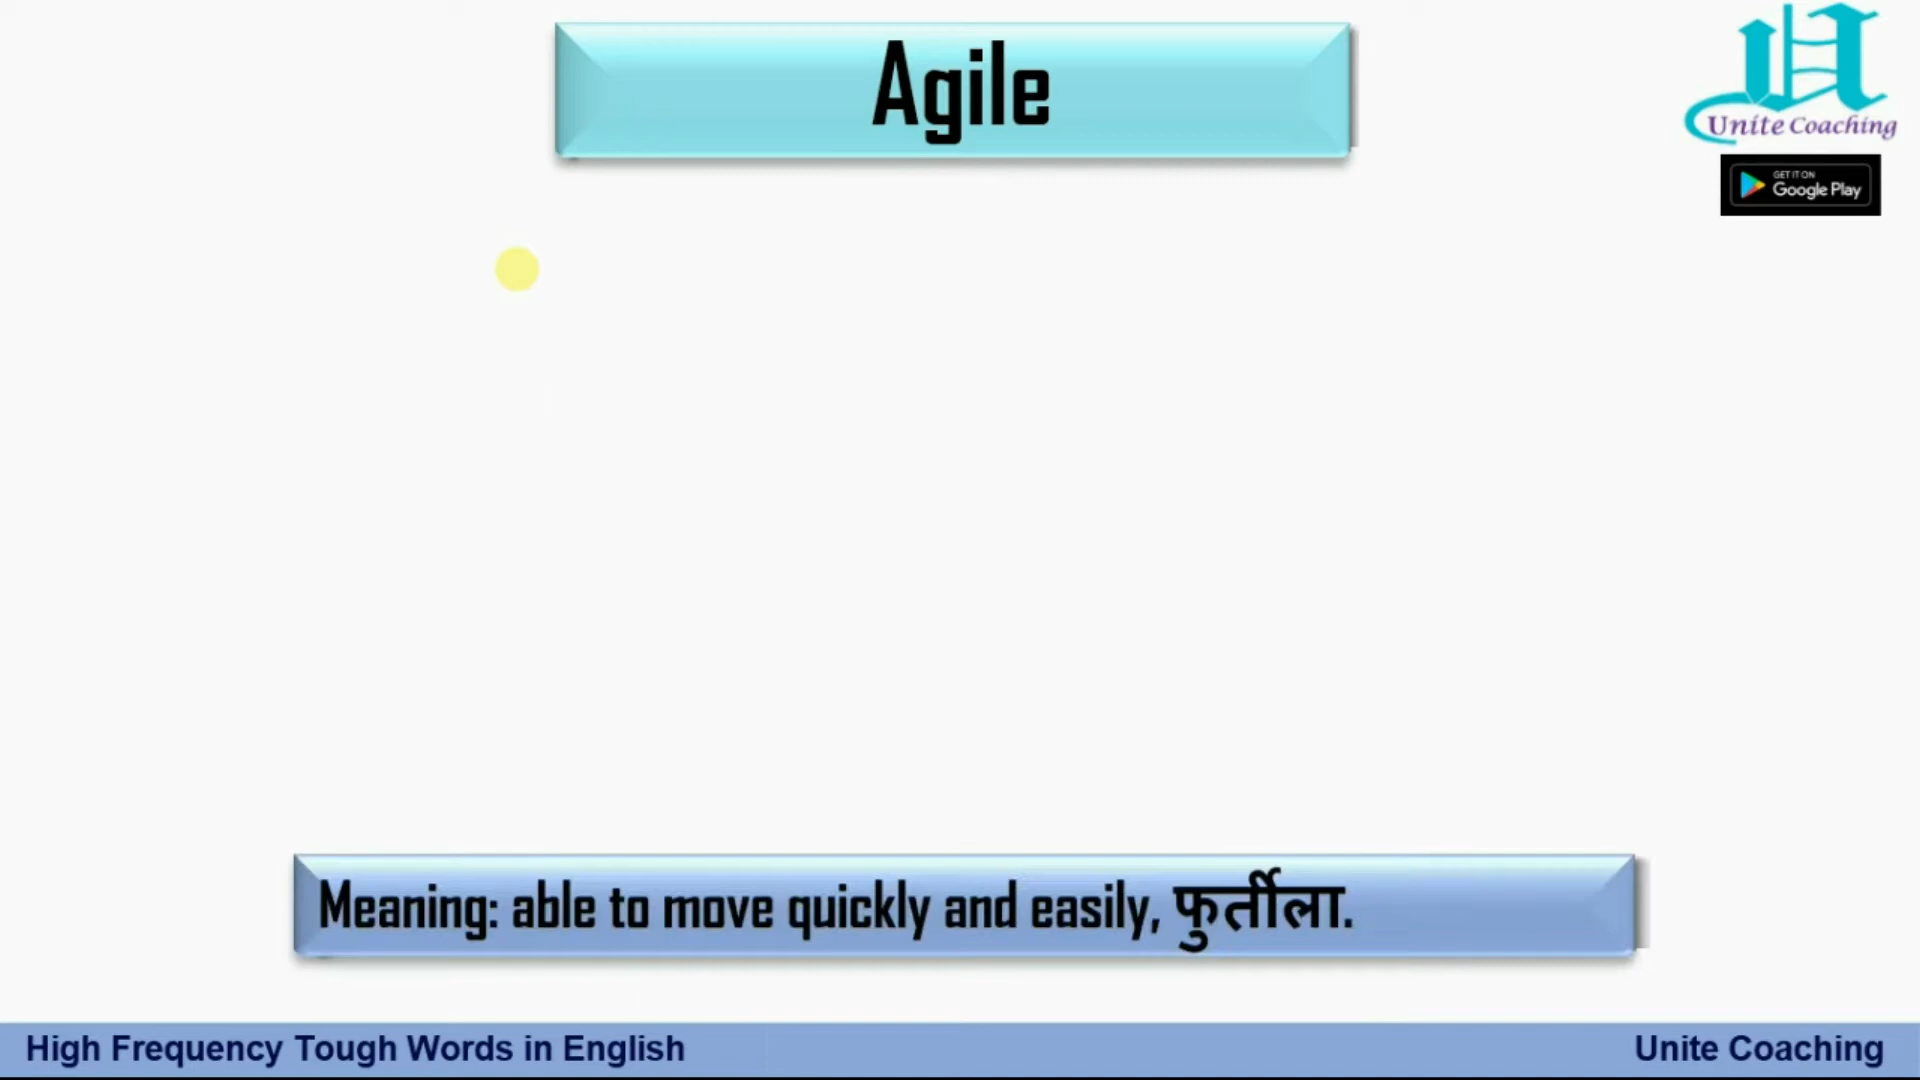 Agile
Unite Coaching
GET IT ON
Google Play
Meaning: able to move quickly and easily, फुर्तीला.
High Frequency Tough Words in English
Unite Coaching